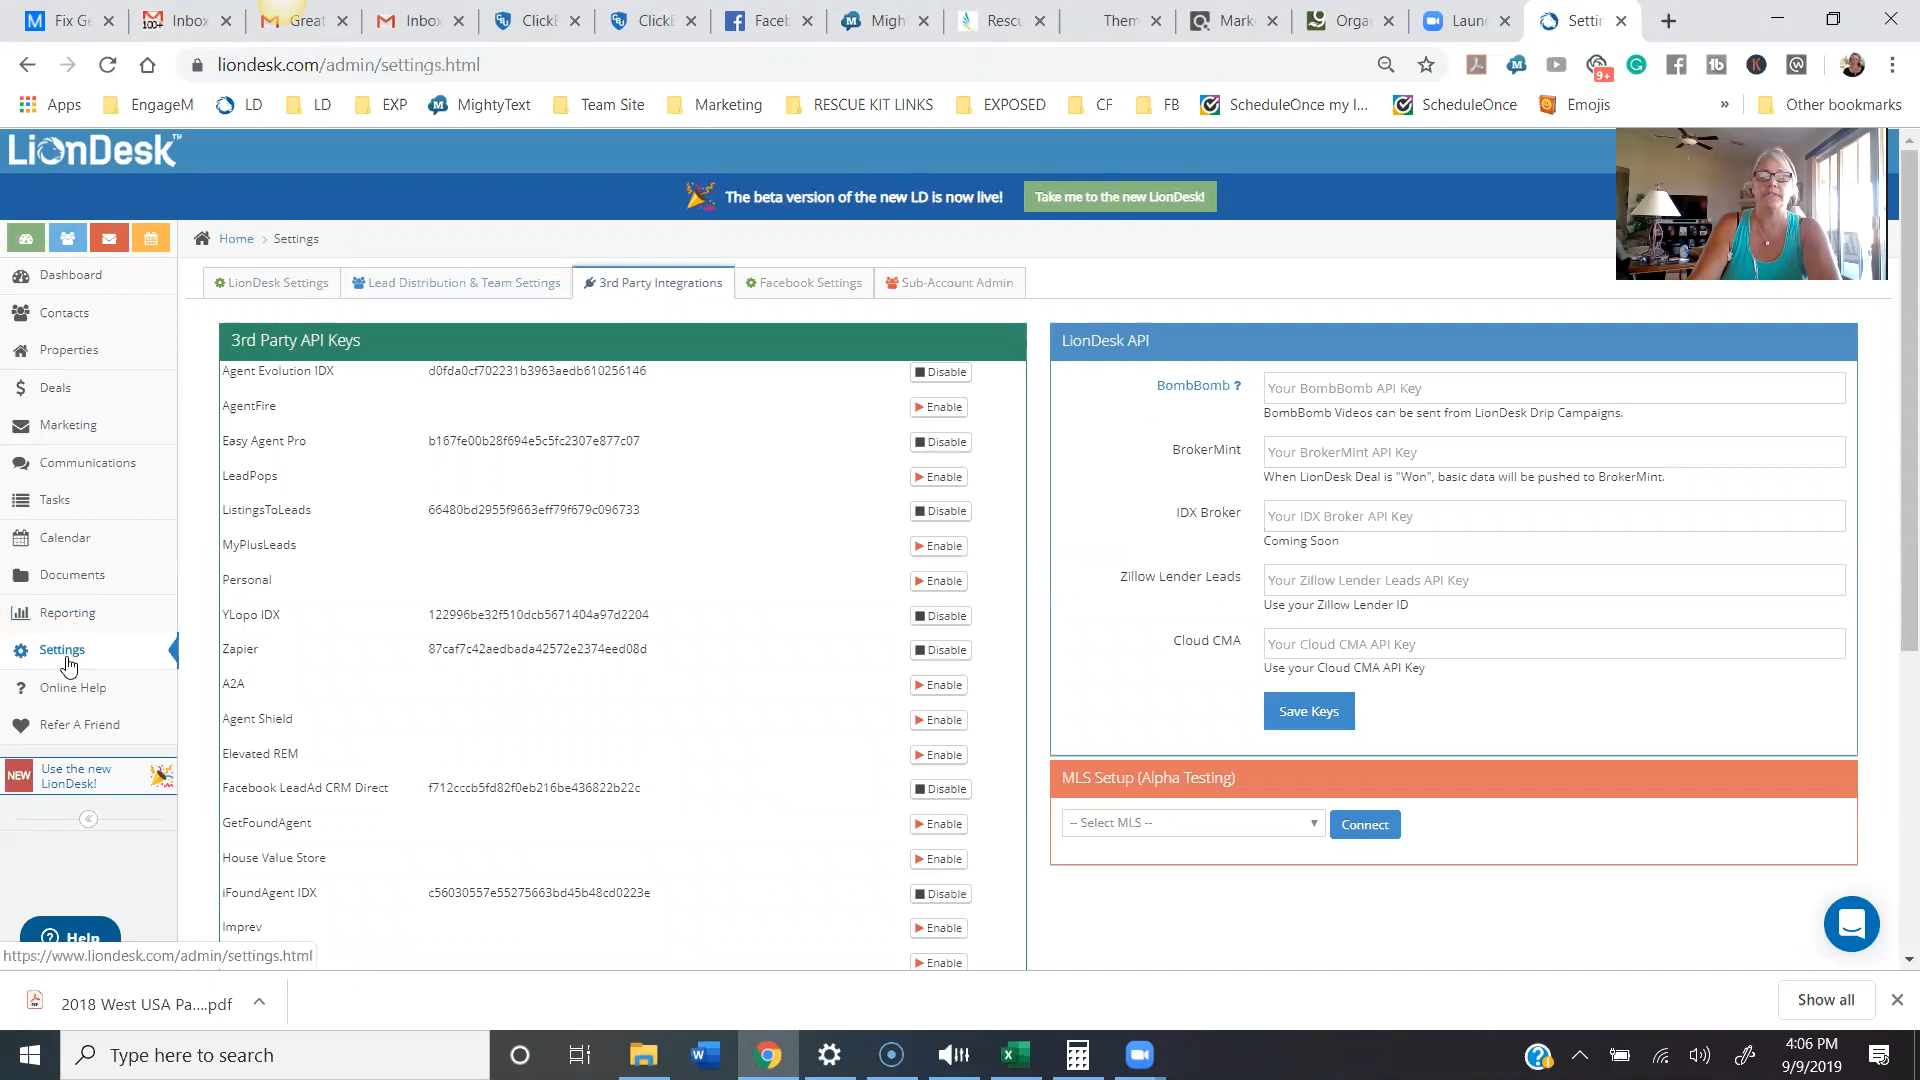 Fix Ge
100+
Inbox
Great
Inbo
ClickE
ClickE
Faceb
Migh
Rescu
Them
Mark
Orga
Laun
Settin
liondesk.com/admin/settings.html
9+
Apps
EngageM
LD
LD
EXP
MightyText
Team Site
Marketing
RESCUE KIT LINKS
EXPOSED
CF
FB
ScheduleOnce my l...
ScheduleOnce
Emojis
»
Other bookmarks
LionDesk™
The beta version of the new LD is now live!
Take me to the new LionDesk!
Home > Settings
Dashboard
Contacts
Properties
Deals
Marketing
Communications
Tasks
Calendar
Documents
Reporting
Settings
Online Help
Refer A Friend
NEW
Use the new
LionDesk!
Help
LionDesk Settings
Lead Distribution & Team Settings
3rd Party Integrations
Facebook Settings
Sub-Account Admin
3rd Party API Keys
Agent Evolution IDX d0fda0cf702231b3963aedb610256146 Disable
AgentFire Enable
Easy Agent Pro b167fe00b28f694e5c5fc2307e877c07 Disable
LeadPops Enable
ListingsToLeads 66480bd2955f9663eff79f679c096733 Disable
MyPlusLeads Enable
Personal Enable
YLopo IDX 122996be32f510dcb5671404a97d2204 Disable
Zapier 87caf7c42aedbada42572e2374eed08d Disable
A2A Enable
Agent Shield Enable
Elevated REM Enable
Facebook LeadAd CRM Direct f712cccb5fd82f0eb216be436822b22c Disable
GetFoundAgent Enable
House Value Store Enable
iFoundAgent IDX c56030557e55275663bd45b48cd0223e Disable
Imprev Enable
Enable
LionDesk API
BombBomb ? Your BombBomb API Key
BombBomb Videos can be sent from LionDesk Drip Campaigns.
BrokerMint Your BrokerMint API Key
When LionDesk Deal is "Won", basic data will be pushed to BrokerMint.
IDX Broker Your IDX Broker API Key
Coming Soon
Zillow Lender Leads Your Zillow Lender Leads API Key
Use your Zillow Lender ID
Cloud CMA Your Cloud CMA API Key
Use your Cloud CMA API Key
Save Keys
MLS Setup (Alpha Testing)
-- Select MLS -- Connect
https://www.liondesk.com/admin/settings.html
2018 West USA Pa....pdf
Show all
Type here to search
4:06 PM
9/9/2019